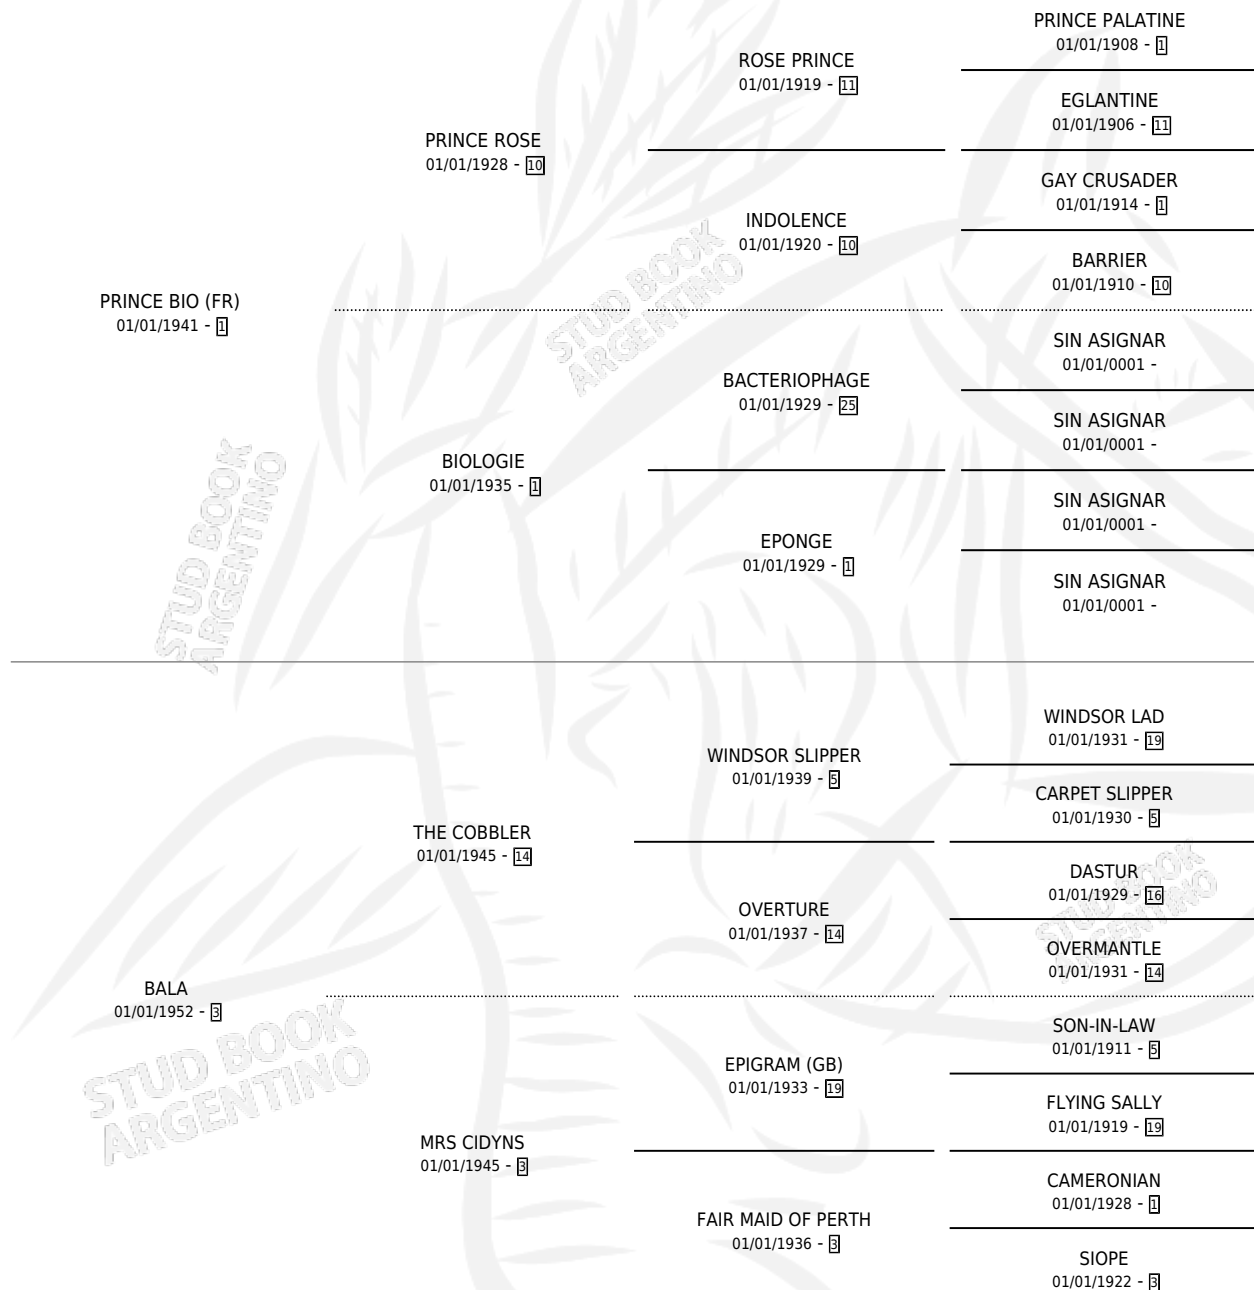 PRINCE PALATINE
01/01/1908 - 1
ROSE PRINCE
01/01/1919 - 11
EGLANTINE
01/01/1906 - 11
PRINCE ROSE
01/01/1928 - 10
GAY CRUSADER
01/01/1914 - 1
INDOLENCE
01/01/1920 - 10
BARRIER
01/01/1910 - 10
PRINCE BIO (FR)
01/01/1941 - 1
STUD BOOK
ARGENTINO
SIN ASIGNAR
01/01/0001 -
BACTERIOPHAGE
01/01/1929 - 25
SIN ASIGNAR
01/01/0001 -
BIOLOGIE
01/01/1935 - 1
SIN ASIGNAR
01/01/0001 -
EPONGE
01/01/1929 - 1
SIN ASIGNAR
01/01/0001 -
STUD BOOK
ARGENTINO
WINDSOR LAD
01/01/1931 - 19
WINDSOR SLIPPER
01/01/1939 - 5
CARPET SLIPPER
01/01/1930 - 5
THE COBBLER
01/01/1945 - 14
DASTUR
01/01/1929 - 16
OVERTURE
01/01/1937 - 14
OVERMANTLE
01/01/1931 - 14
STUD BOOK
ARGENTINO
BALA
01/01/1952 - 3
SON-IN-LAW
01/01/1911 - 5
EPIGRAM (GB)
01/01/1933 - 19
FLYING SALLY
01/01/1919 - 19
STUD BOOK
ARGENTINO
MRS CIDYNS
01/01/1945 - 3
CAMERONIAN
01/01/1928 - 1
FAIR MAID OF PERTH
01/01/1936 - 3
SIOPE
01/01/1922 - 3